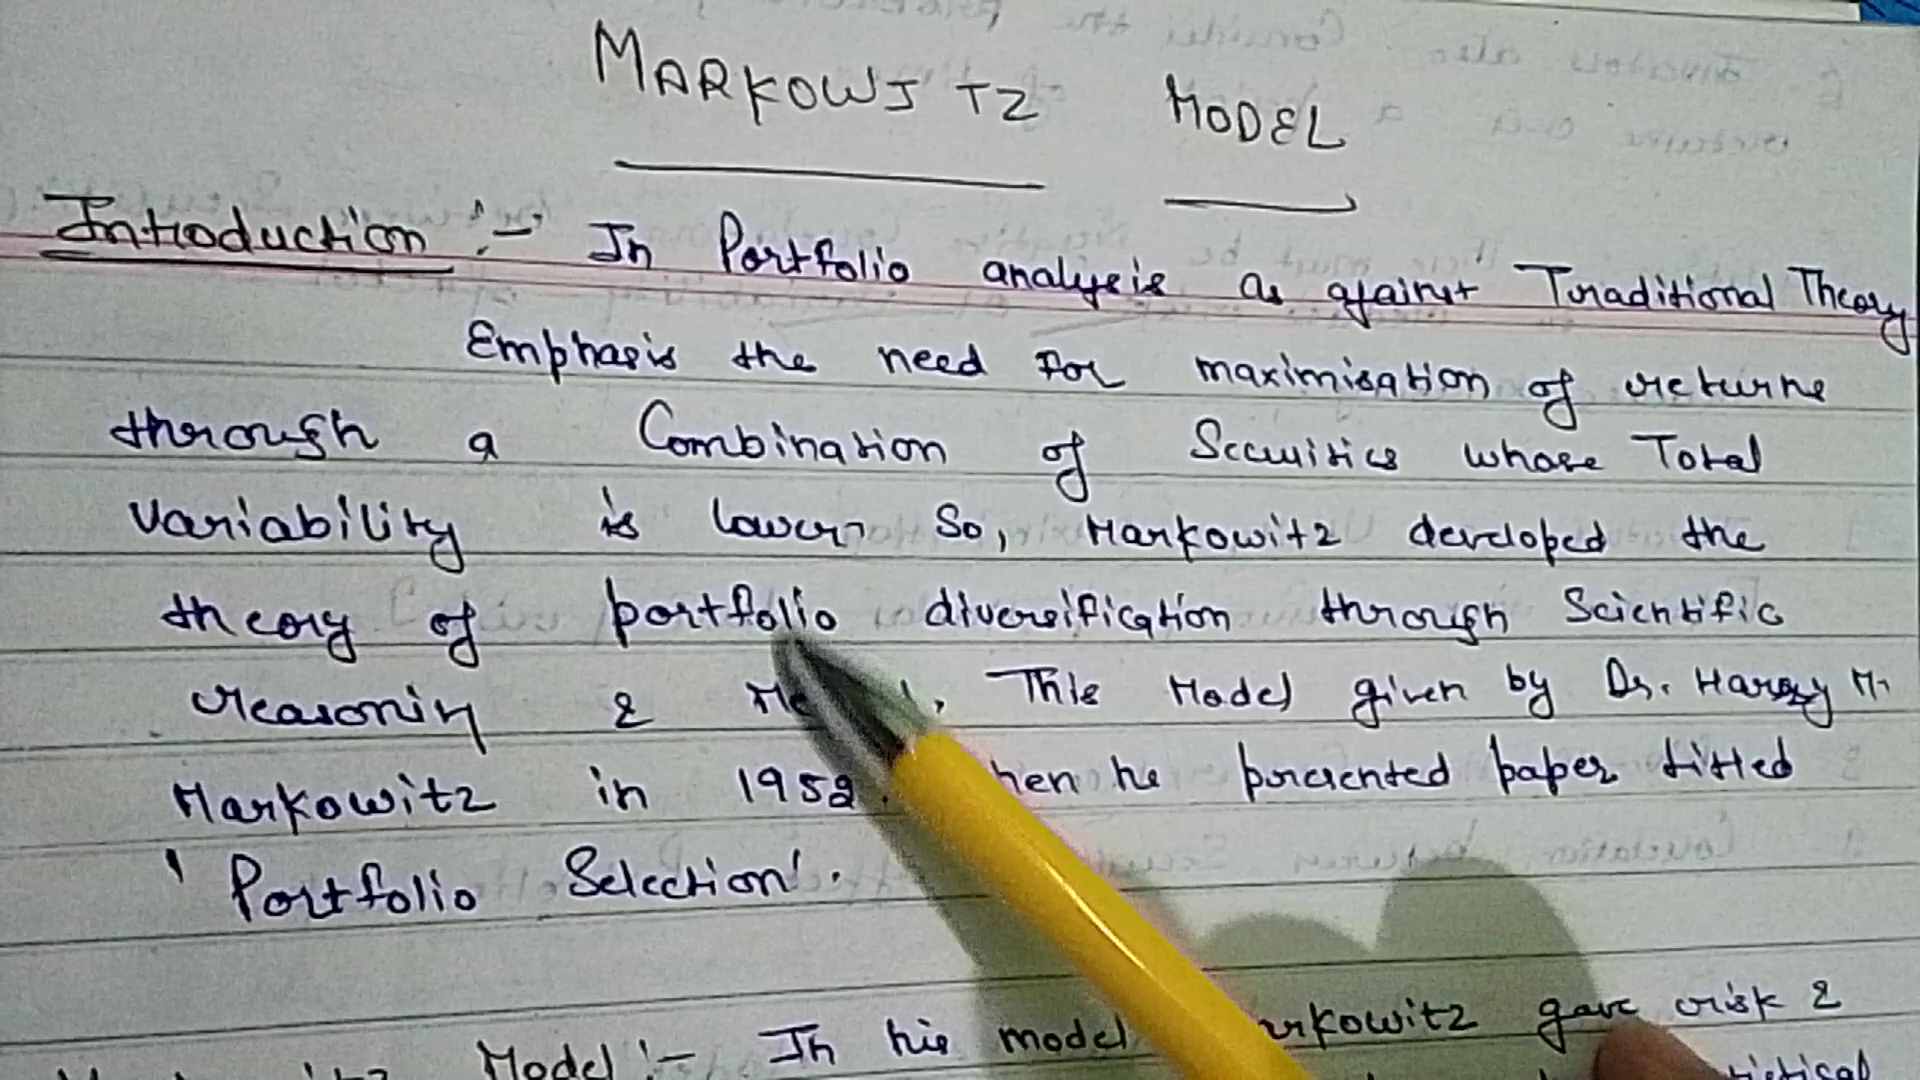 MARKOWITZ MODEL
Introduction :- In Portfolio analysis as against Traditional Theory
Emphasis the need for maximisation of returns
through a Combination of Securities whose Total
variability is lower. So, Markowitz developed the
theory of portfolio diversification through Scientific
reasoning & . This Model given by Dr. Harry M.
Markowitz in 1952. hen he presented paper titled
'Portfolio Selection'.
Model :- In his model arkowitz gave risk &